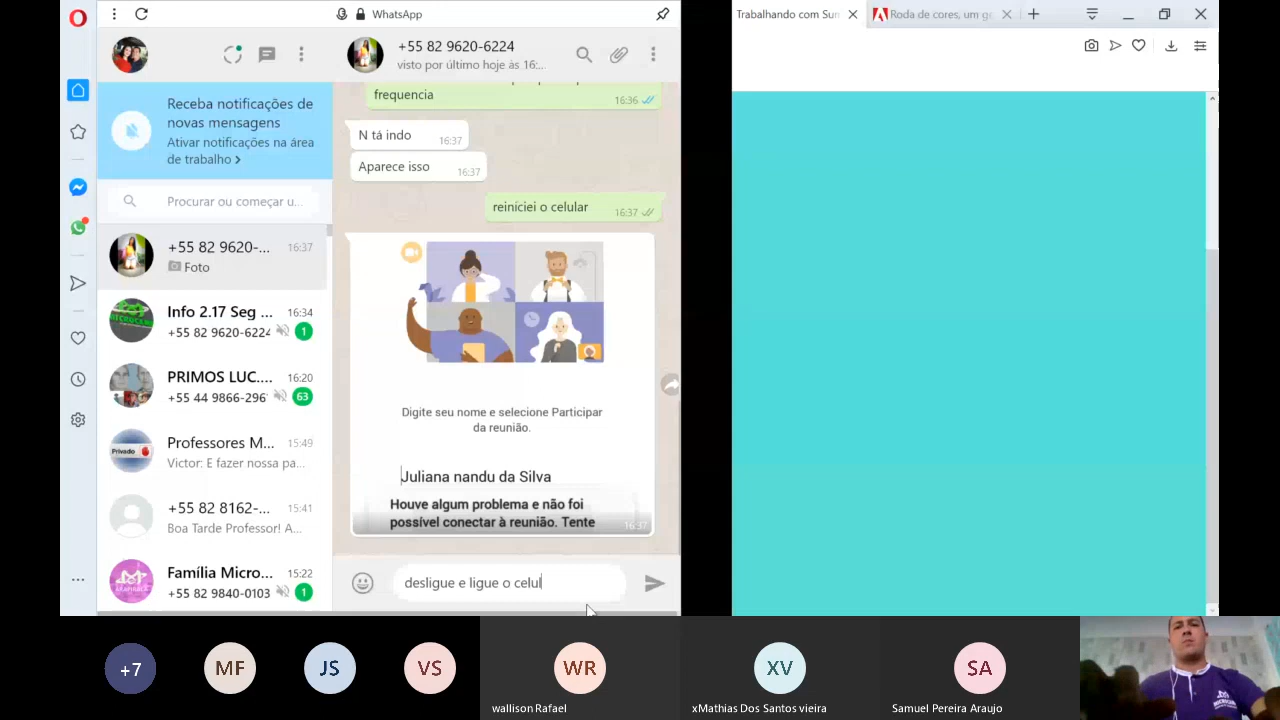 WhatsApp
Trabalhando com Sun
Roda de cores, um ge
+55 82 9620-6224
visto por último hoje às 16:...
Receba notificações de
novas mensagens
Ativar notificações na área
de trabalho >
Procurar ou começar u...
+55 82 9620-...
16:37
Foto
Info 2.17 Seg ...
16:34
+55 82 9620-6224
1
PRIMOS LUC....
16:20
+55 44 9866-296
63
Professores M...
15:49
Privado
Victor: E fazer nossa pa...
+55 82 8162-...
15:41
Boa Tarde Professor! A...
Família Micro...
15:22
+55 82 9840-0103
1
frequencia
16:36
N tá indo
16:37
Aparece isso
16:37
reiniciei o celular
16:37
Digite seu nome e selecione Participar
da reunião.
Juliana nandu da Silva
Houve algum problema e não foi
possível conectar à reunião. Tente
16:37
desligue e ligue o celul
+7
MF
JS
VS
WR
wallison Rafael
XV
xMathias Dos Santos vieira
SA
Samuel Pereira Araujo